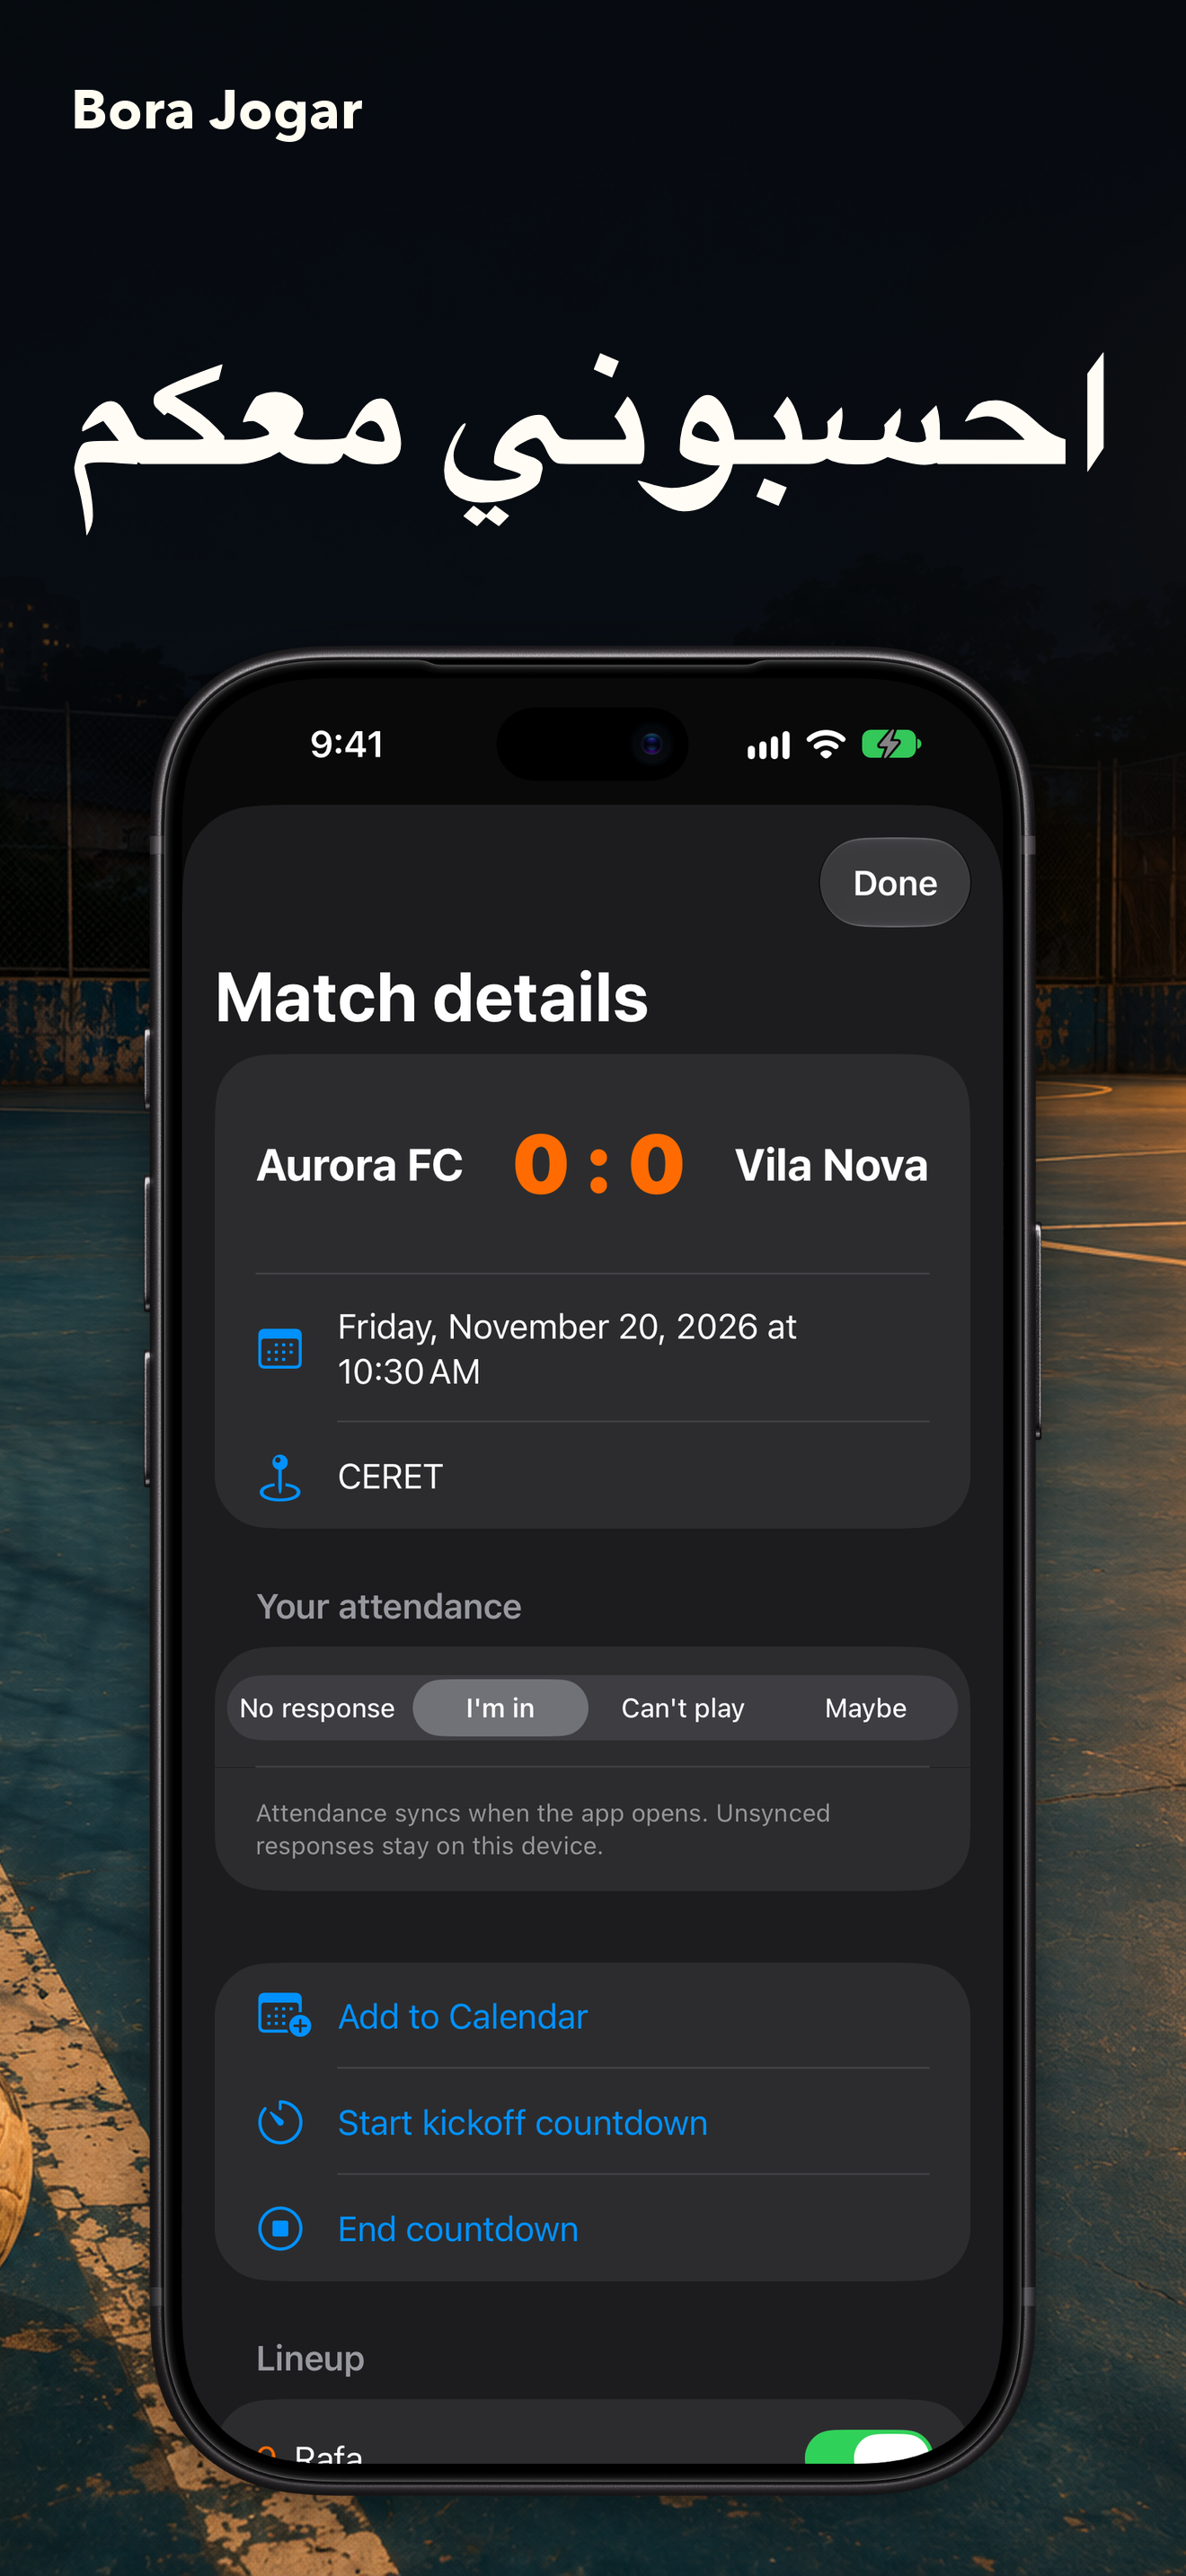 Bora Jogar
احسبوني معكم
9:41
Done
Match details
Aurora FC 0 : 0 Vila Nova
Friday, November 20, 2026 at
10:30 AM
CERET
Your attendance
No response I'm in Can't play Maybe
Attendance syncs when the app opens. Unsynced
responses stay on this device.
Add to Calendar
Start kickoff countdown
End countdown
Lineup
9 Rafa